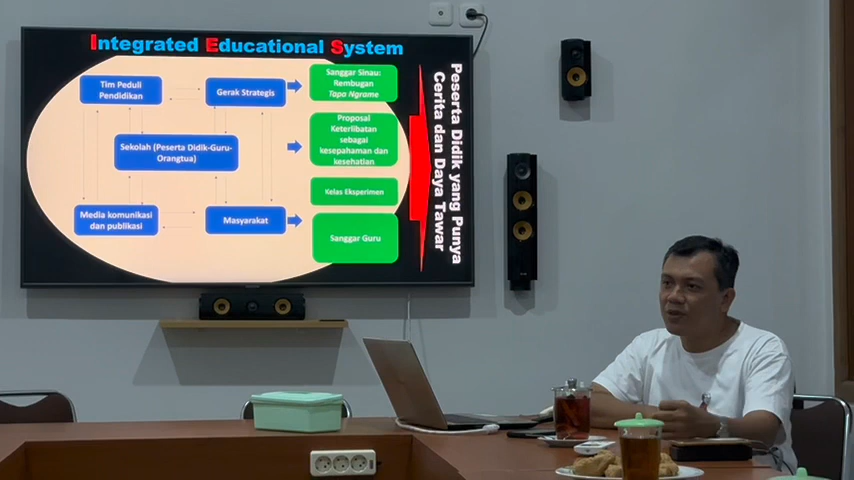 Integrated Educational System
Tim Peduli
Pendidikan
Gerak Strategis
Sanggar Sinau:
Rembugan
Tapa Ngrame
Sekolah (Peserta Didik-Guru-
Orangtua)
Proposal
Keterlibatan
sebagai
kesepahaman dan
kesehatian
Kelas Eksperimen
Media komunikasi
dan publikasi
Masyarakat
Sanggar Guru
Peserta Didik yang Punya
Cerita dan Daya Tawar